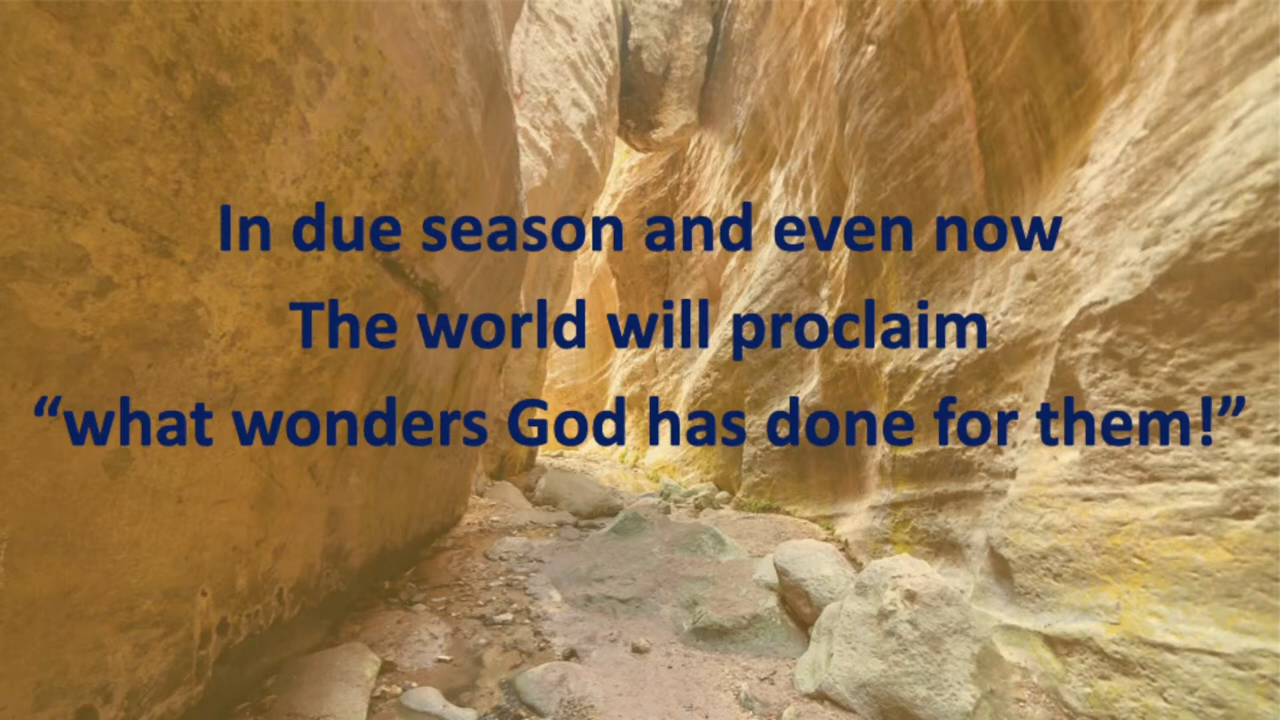 In due season and even now
The world will proclaim
“what wonders God has done for them!”